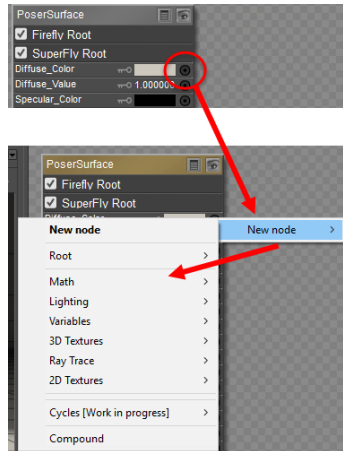 PoserSurface
Firefly Root
SuperFly Root
Diffuse_Color
Diffuse_Value 1.000000
Specular_Color
PoserSurface
Firefly Root
SuperFly Root
New node
New node
Root
Math
Lighting
Variables
3D Textures
Ray Trace
2D Textures
Cycles [Work in progress]
Compound